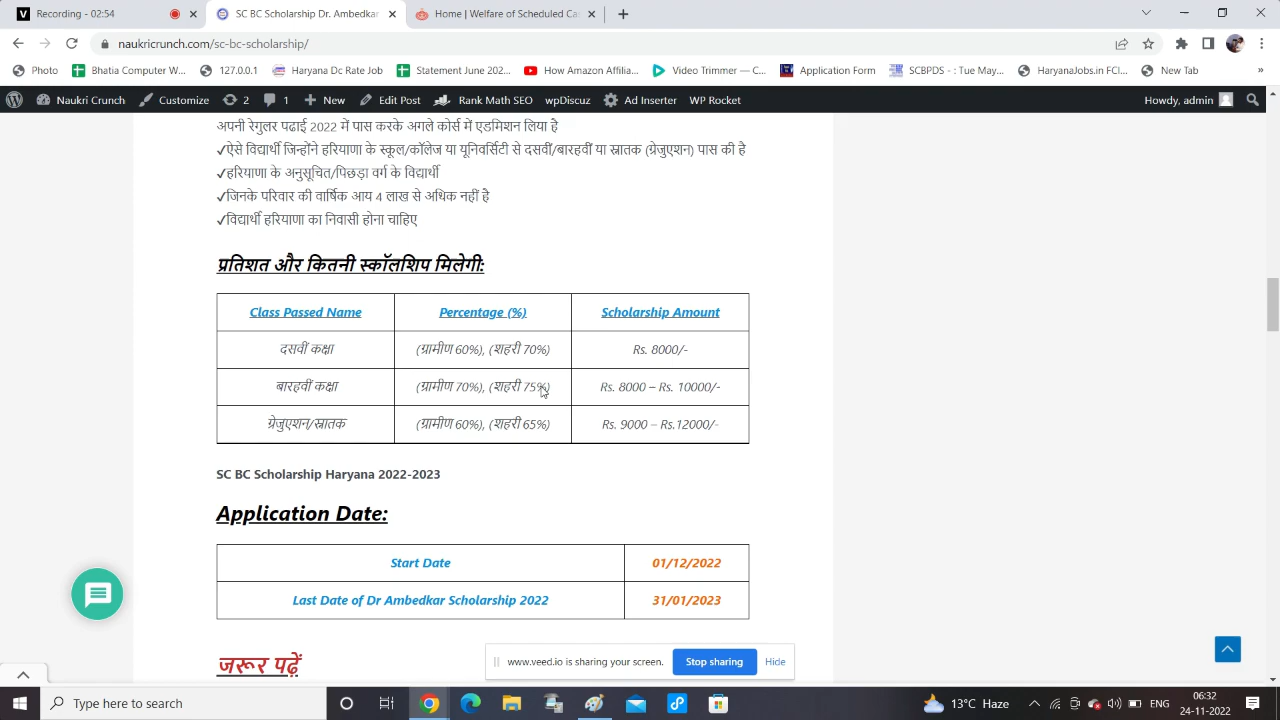 Recording - 02:54
SC BC Scholarship Dr. Ambedkar
Home | Welfare of Scheduled Ca
naukricrunch.com/sc-bc-scholarship/
Photo Bhatia Computer W... 127.0.0.1 Haryana Dc Rate Job Statement June 202... How Amazon Affilia... Video Trimmer — C... Application Form SCBPDS - : Tue May... HaryanaJobs.in FCI... New Tab »
Naukri Crunch Customize 2 1 New Edit Post Rank Math SEO wpDiscuz Ad Inserter WP Rocket Howdy, admin
अपनी रेगुलर पढाई 2022 में पास करके अगले कोर्स में एडमिशन लिया है
✓ऐसे विद्यार्थी जिन्होंने हरियाणा के स्कूल/कॉलेज या यूनिवर्सिटी से दसवीं/बारहवीं या स्नातक (ग्रेजुएशन) पास की है
✓हरियाणा के अनुसूचित/पिछड़ा वर्ग के विद्यार्थी
✓जिनके परिवार की वार्षिक आय 4 लाख से अधिक नहीं है
✓विद्यार्थी हरियाणा का निवासी होना चाहिए
प्रतिशत और कितनी स्कॉलशिप मिलेगी:
Class Passed Name Percentage (%) Scholarship Amount
दसवीं कक्षा (ग्रामीण 60%), (शहरी 70%) Rs. 8000/-
बारहवीं कक्षा (ग्रामीण 70%), (शहरी 75%) Rs. 8000 – Rs. 10000/-
ग्रेजुएशन/स्नातक (ग्रामीण 60%), (शहरी 65%) Rs. 9000 – Rs.12000/-
SC BC Scholarship Haryana 2022-2023
Application Date:
Start Date 01/12/2022
Last Date of Dr Ambedkar Scholarship 2022 31/01/2023
जरूर पढ़ें
www.veed.io is sharing your screen. Stop sharing Hide
Type here to search
13°C Haze
06:32
24-11-2022